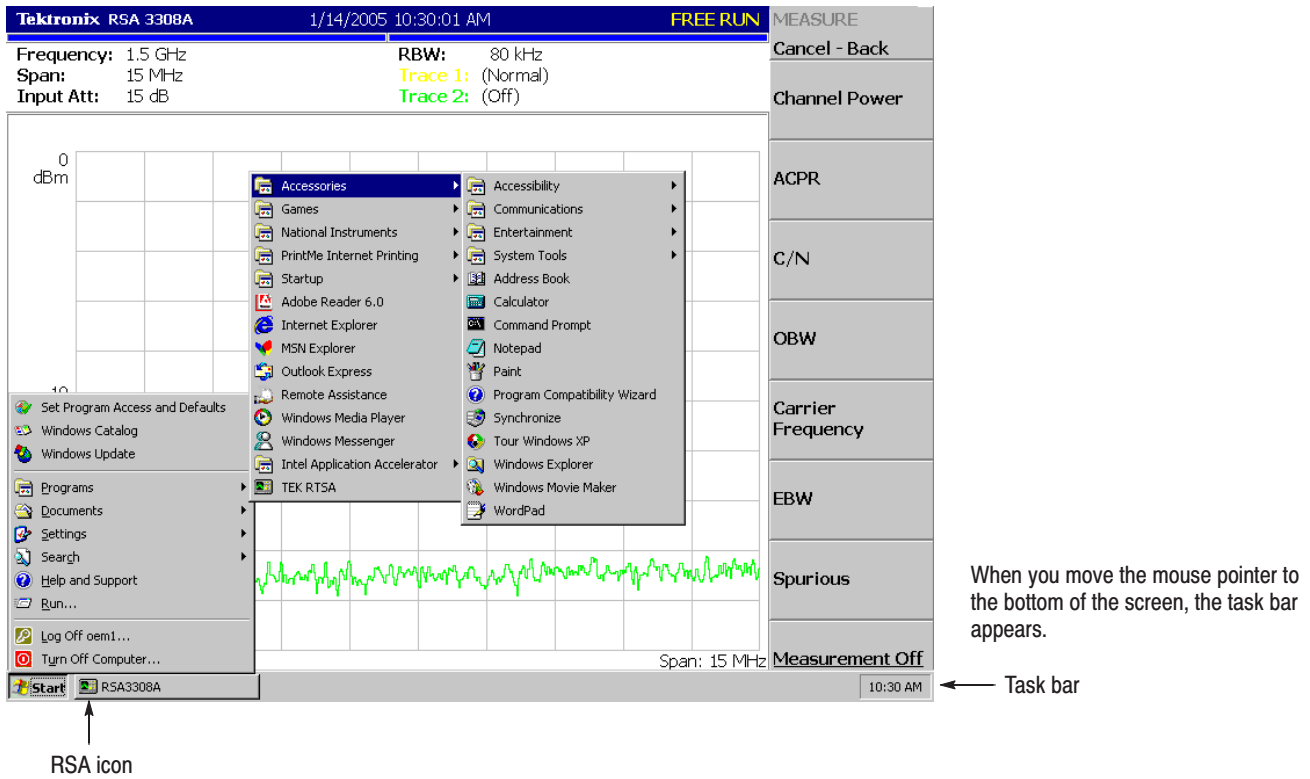 Tektronix RSA 3308A 1/14/2005 10:30:01 AM FREE RUN
Frequency: 1.5 GHz RBW: 80 kHz
Span: 15 MHz Trace 1: (Normal)
Input Att: 15 dB Trace 2: (Off)
MEASURE
Cancel - Back
Channel Power
ACPR
C/N
OBW
Carrier
Frequency
EBW
Spurious
Measurement Off
0
dBm
10
Accessories
Games
National Instruments
PrintMe Internet Printing
Startup
Adobe Reader 6.0
Internet Explorer
MSN Explorer
Outlook Express
Remote Assistance
Windows Media Player
Windows Messenger
Intel Application Accelerator
TEK RTSA
Accessibility
Communications
Entertainment
System Tools
Address Book
Calculator
Command Prompt
Notepad
Paint
Program Compatibility Wizard
Synchronize
Tour Windows XP
Windows Explorer
Windows Movie Maker
WordPad
Set Program Access and Defaults
Windows Catalog
Windows Update
Programs
Documents
Settings
Search
Help and Support
Run...
Log Off oem1...
Turn Off Computer...
Span: 15 MHz
Start RSA3308A 10:30 AM
When you move the mouse pointer to
the bottom of the screen, the task bar
appears.
Task bar
RSA icon